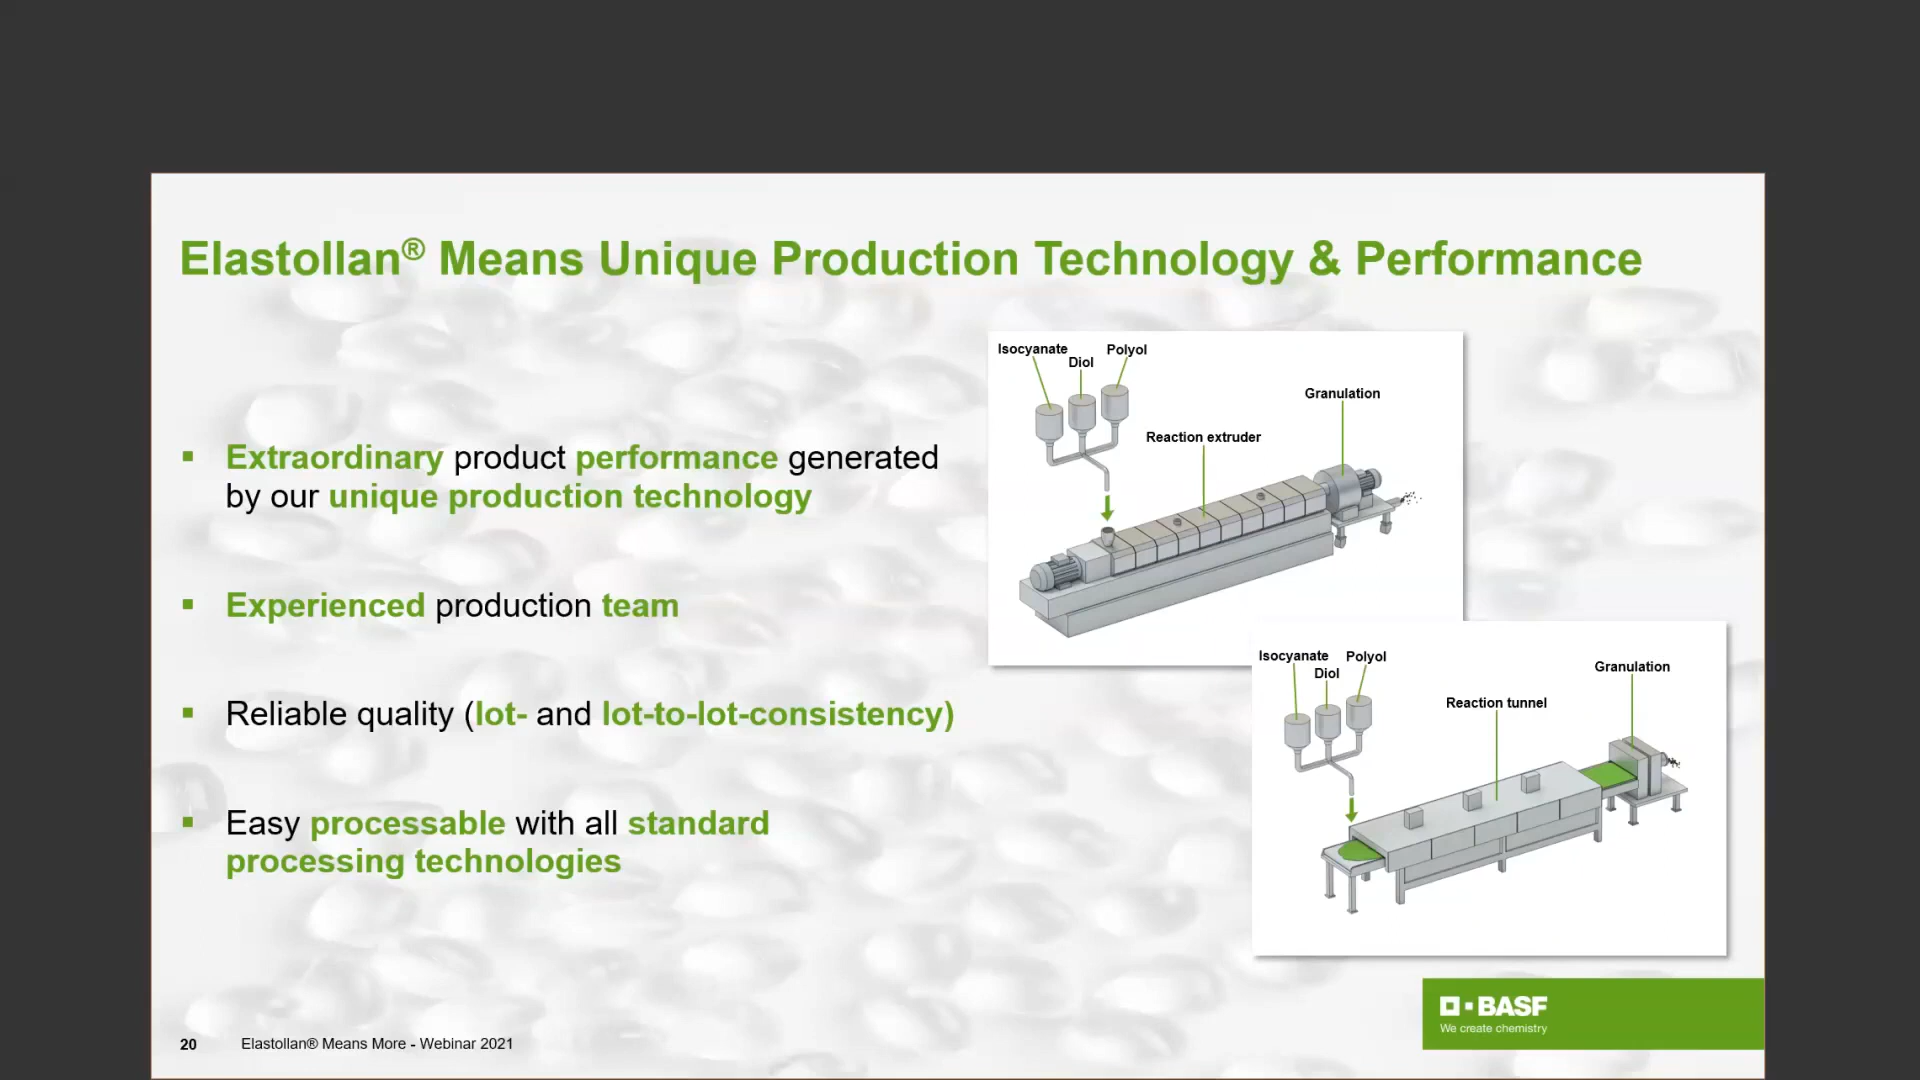 Elastollan® Means Unique Production Technology & Performance
▪ Extraordinary product performance generated
by our unique production technology
▪ Experienced production team
▪ Reliable quality (lot- and lot-to-lot-consistency)
▪ Easy processable with all standard
processing technologies
Isocyanate
Diol
Polyol
Reaction extruder
Granulation
Isocyanate
Diol
Polyol
Reaction tunnel
Granulation
20 Elastollan® Means More - Webinar 2021
BASF
We create chemistry